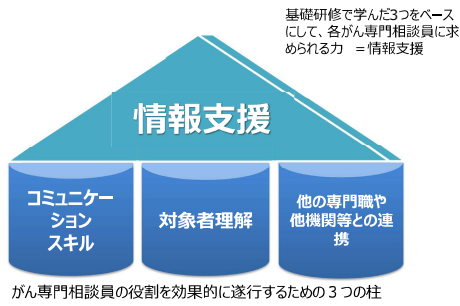 基礎研修で学んだ3つをベース
にして、各がん専門相談員に求
められる力　＝情報支援
情報支援
コミュニケー
ション
スキル
対象者理解
他の専門職や
他機関等との連
携
がん専門相談員の役割を効果的に遂行するための３つの柱